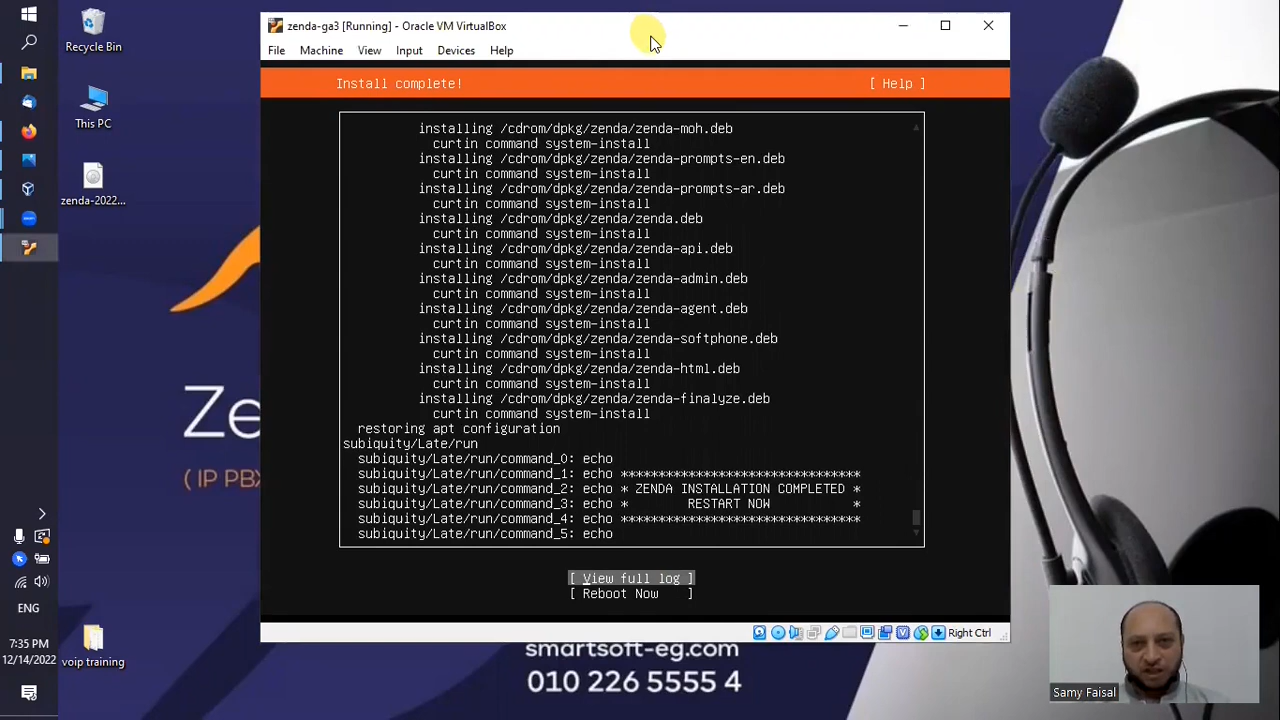 Recycle Bin
This PC
zenda-2022...
7:35 PM
12/14/2022
ENG
voip training
zenda-ga3 [Running] - Oracle VM VirtualBox
File Machine View Input Devices Help
Install complete! [ Help ]
installing /cdrom/dpkg/zenda/zenda-moh.deb
curtin command system-install
installing /cdrom/dpkg/zenda/zenda-prompts-en.deb
curtin command system-install
installing /cdrom/dpkg/zenda/zenda-prompts-ar.deb
curtin command system-install
installing /cdrom/dpkg/zenda/zenda.deb
curtin command system-install
installing /cdrom/dpkg/zenda/zenda-api.deb
curtin command system-install
installing /cdrom/dpkg/zenda/zenda-admin.deb
curtin command system-install
installing /cdrom/dpkg/zenda/zenda-agent.deb
curtin command system-install
installing /cdrom/dpkg/zenda/zenda-softphone.deb
curtin command system-install
installing /cdrom/dpkg/zenda/zenda-html.deb
curtin command system-install
installing /cdrom/dpkg/zenda/zenda-finalyze.deb
curtin command system-install
restoring apt configuration
subiquity/Late/run
subiquity/Late/run/command_0: echo
subiquity/Late/run/command_1: echo ********************************
subiquity/Late/run/command_2: echo * ZENDA INSTALLATION COMPLETED *
subiquity/Late/run/command_3: echo * RESTART NOW *
subiquity/Late/run/command_4: echo ********************************
subiquity/Late/run/command_5: echo
[ View full log ]
[ Reboot Now ]
Right Ctrl
Ze
( IP PB
smartsoft-eg.com
010 226 5555 4
Samy Faisal